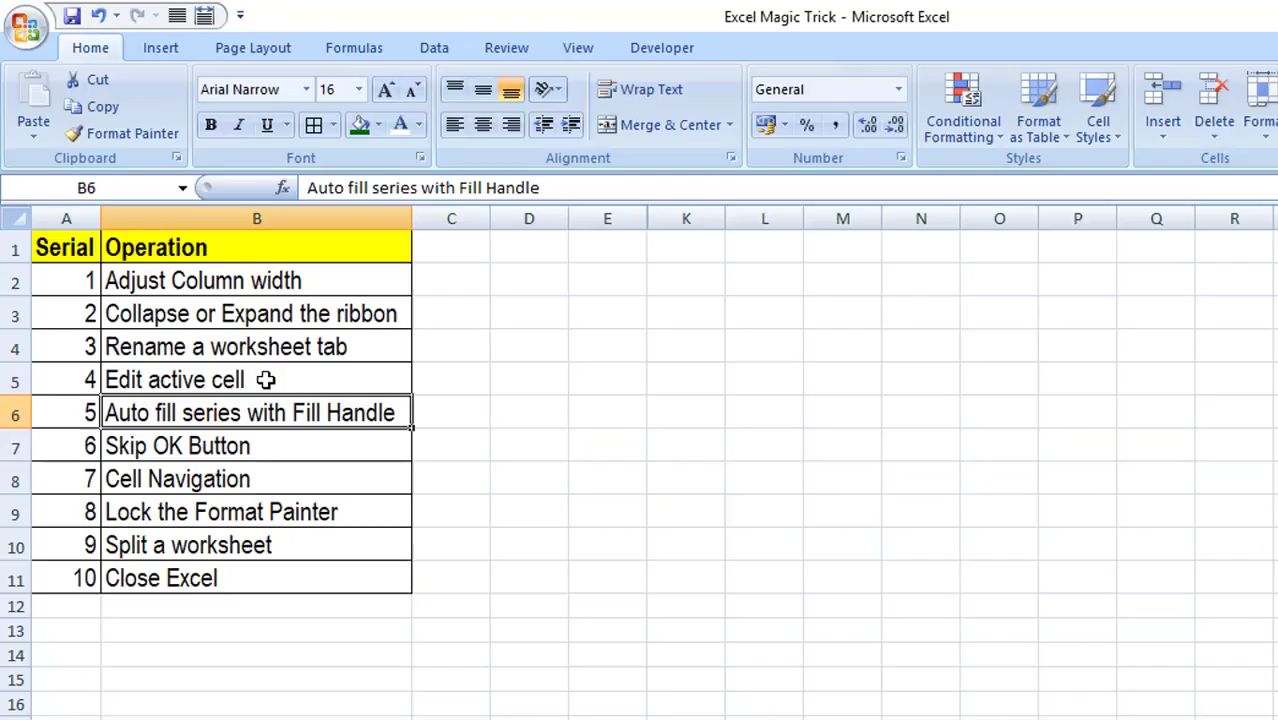 Excel Magic Trick - Microsoft Excel
Home Insert Page Layout Formulas Data Review View Developer
Paste
Cut
Copy
Format Painter
Clipboard
Arial Narrow 16
B I U
Font
Wrap Text
Merge & Center
Alignment
General
% ,
Number
Conditional Formatting
Format as Table
Cell Styles
Styles
Insert Delete
Cells
B6 fx Auto fill series with Fill Handle
A B C D E K L M N O P Q R
1 Serial Operation
2 1 Adjust Column width
3 2 Collapse or Expand the ribbon
4 3 Rename a worksheet tab
5 4 Edit active cell
6 5 Auto fill series with Fill Handle
7 6 Skip OK Button
8 7 Cell Navigation
9 8 Lock the Format Painter
10 9 Split a worksheet
11 10 Close Excel
12
13
14
15
16